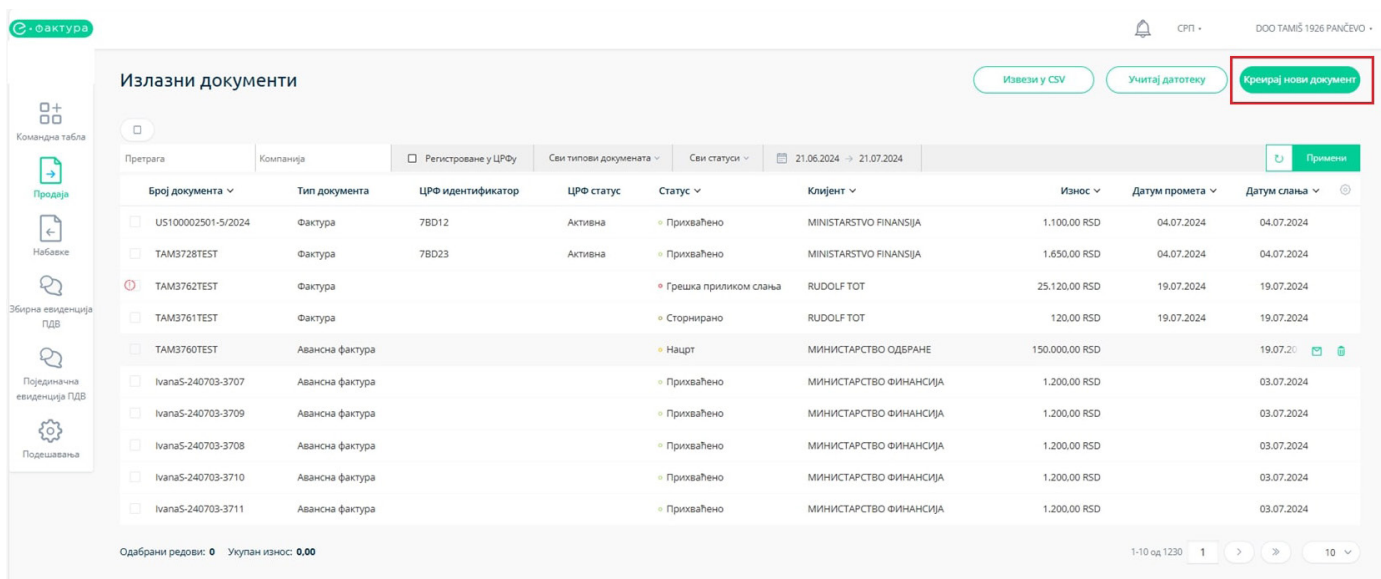 е-Фактура
СРП
DOO TAMIŠ 1926 PANČEVO
Излазни документи
Извези у CSV
Учитај датотеку
Креирај нови документ
Командна табла
Продаја
Набавке
Збирна евиденција ПДВ
Појединачна евиденција ПДВ
Подешавања
Претрага Компанија Регистроване у ЦРФу Сви типови докумената Сви статуси 21.06.2024 → 21.07.2024 Примени
Број документа Тип документа ЦРФ идентификатор ЦРФ статус Статус Клијент Износ Датум промета Датум слања
US100002501-5/2024 Фактура 7BD12 Активна Прихваћено MINISTARSTVO FINANSIJA 1.100,00 RSD 04.07.2024 04.07.2024
TAM3728TEST Фактура 7BD23 Активна Прихваћено MINISTARSTVO FINANSIJA 1.650,00 RSD 04.07.2024 04.07.2024
TAM3762TEST Фактура Грешка приликом слања RUDOLF TOT 25.120,00 RSD 19.07.2024 19.07.2024
TAM3761TEST Фактура Сторнирано RUDOLF TOT 120,00 RSD 19.07.2024 19.07.2024
TAM3760TEST Авансна фактура Нацрт МИНИСТАРСТВО ОДБРАНЕ 150.000,00 RSD 19.07.20
IvanaS-240703-3707 Авансна фактура Прихваћено МИНИСТАРСТВО ФИНАНСИЈА 1.200,00 RSD 03.07.2024
IvanaS-240703-3709 Авансна фактура Прихваћено МИНИСТАРСТВО ФИНАНСИЈА 1.200,00 RSD 03.07.2024
IvanaS-240703-3708 Авансна фактура Прихваћено МИНИСТАРСТВО ФИНАНСИЈА 1.200,00 RSD 03.07.2024
IvanaS-240703-3710 Авансна фактура Прихваћено МИНИСТАРСТВО ФИНАНСИЈА 1.200,00 RSD 03.07.2024
IvanaS-240703-3711 Авансна фактура Прихваћено МИНИСТАРСТВО ФИНАНСИЈА 1.200,00 RSD 03.07.2024
Одабрани редови: 0 Укупан износ: 0,00
1-10 од 1230 1 10